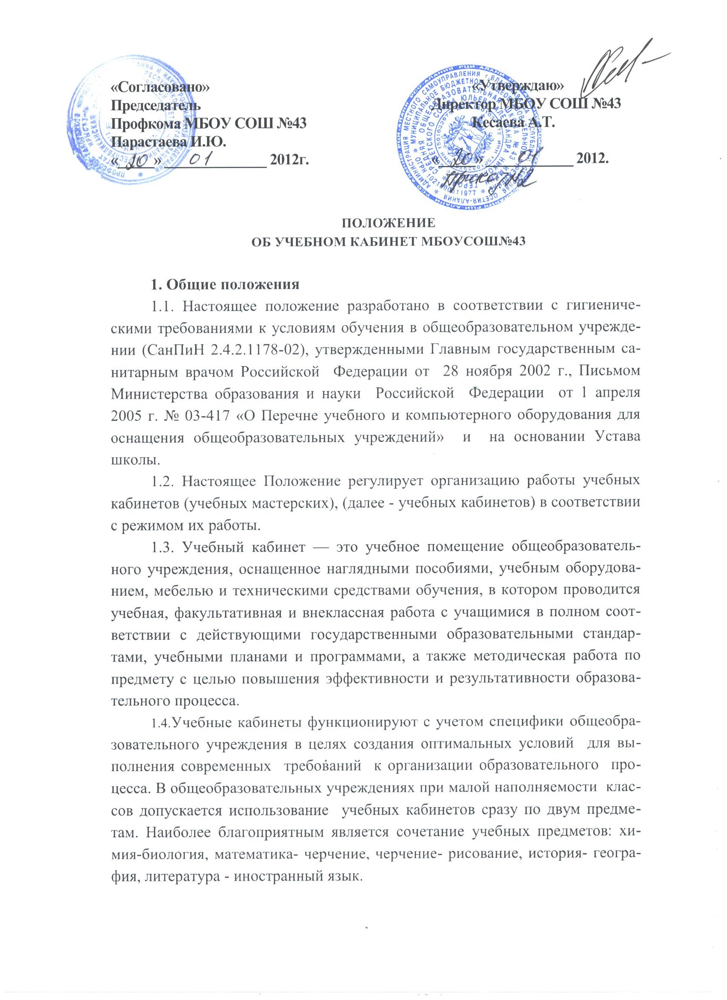 «Согласовано»
Председатель
Профкома МБОУ СОШ №43
Парастаева И.Ю.
« 20 » 01 2012г.
«Утверждаю»
Директор МБОУ СОШ №43
Кесаева А.Т.
« 20 » 01 2012.
ПОЛОЖЕНИЕ
ОБ УЧЕБНОМ КАБИНЕТ МБОУСОШ№43
1. Общие положения
1.1. Настоящее положение разработано в соответствии с гигиениче-
скими требованиями к условиям обучения в общеобразовательном учрежде-
нии (СанПиН 2.4.2.1178-02), утвержденными Главным государственным са-
нитарным врачом Российской Федерации от 28 ноября 2002 г., Письмом
Министерства образования и науки Российской Федерации от 1 апреля
2005 г. № 03-417 «О Перечне учебного и компьютерного оборудования для
оснащения общеобразовательных учреждений» и на основании Устава
школы.
1.2. Настоящее Положение регулирует организацию работы учебных
кабинетов (учебных мастерских), (далее - учебных кабинетов) в соответствии
с режимом их работы.
1.3. Учебный кабинет — это учебное помещение общеобразователь-
ного учреждения, оснащенное наглядными пособиями, учебным оборудова-
нием, мебелью и техническими средствами обучения, в котором проводится
учебная, факультативная и внеклассная работа с учащимися в полном соот-
ветствии с действующими государственными образовательными стандар-
тами, учебными планами и программами, а также методическая работа по
предмету с целью повышения эффективности и результативности образова-
тельного процесса.
1.4.Учебные кабинеты функционируют с учетом специфики общеобра-
зовательного учреждения в целях создания оптимальных условий для вы-
полнения современных требований к организации образовательного про-
цесса. В общеобразовательных учреждениях при малой наполняемости клас-
сов допускается использование учебных кабинетов сразу по двум предме-
там. Наиболее благоприятным является сочетание учебных предметов: хи-
мия-биология, математика- черчение, черчение- рисование, история- геогра-
фия, литература - иностранный язык.